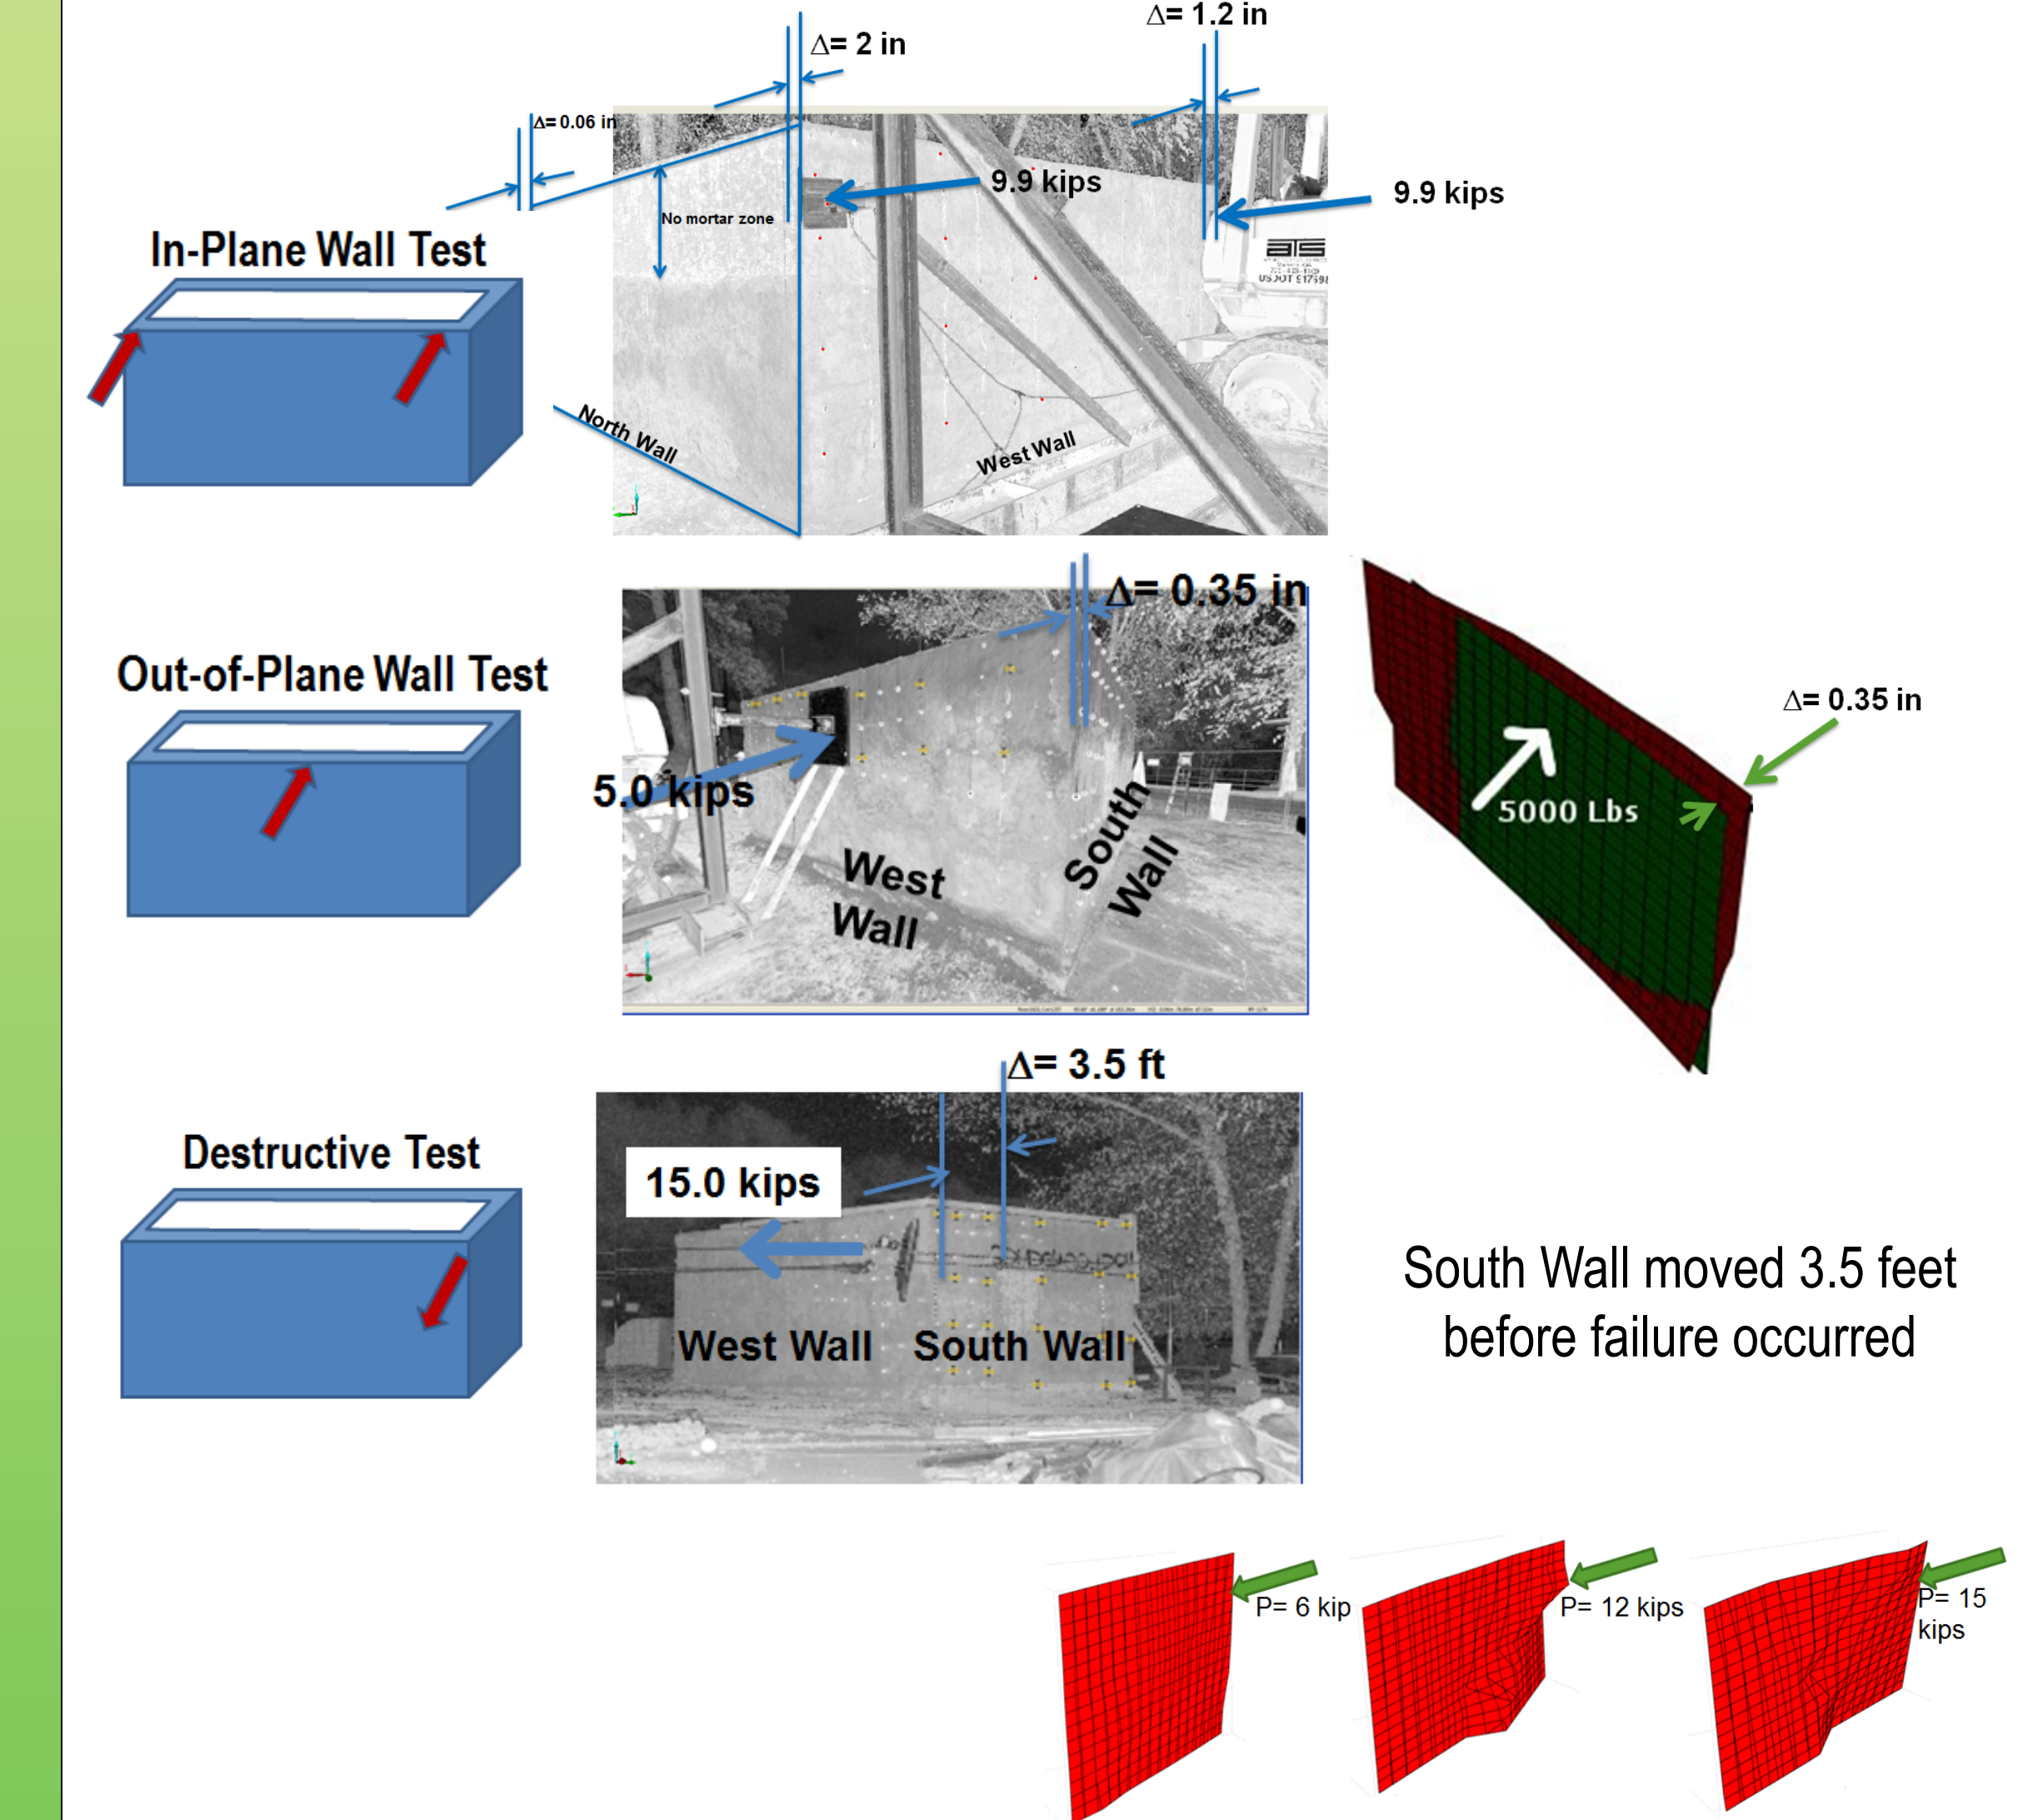 Δ= 1.2 in
Δ= 2 in
Δ= 0.06 in
9.9 kips
9.9 kips
No mortar zone
In-Plane Wall Test
ATS
USDOT 91799
North Wall
West Wall
Δ= 0.35 in
Out-of-Plane Wall Test
Δ= 0.35 in
5.0 kips
5000 Lbs
West
Wall
South
Wall
Δ= 3.5 ft
Destructive Test
15.0 kips
South Wall moved 3.5 feet
before failure occurred
West Wall
South Wall
P= 6 kip
P= 12 kips
P= 15
kips